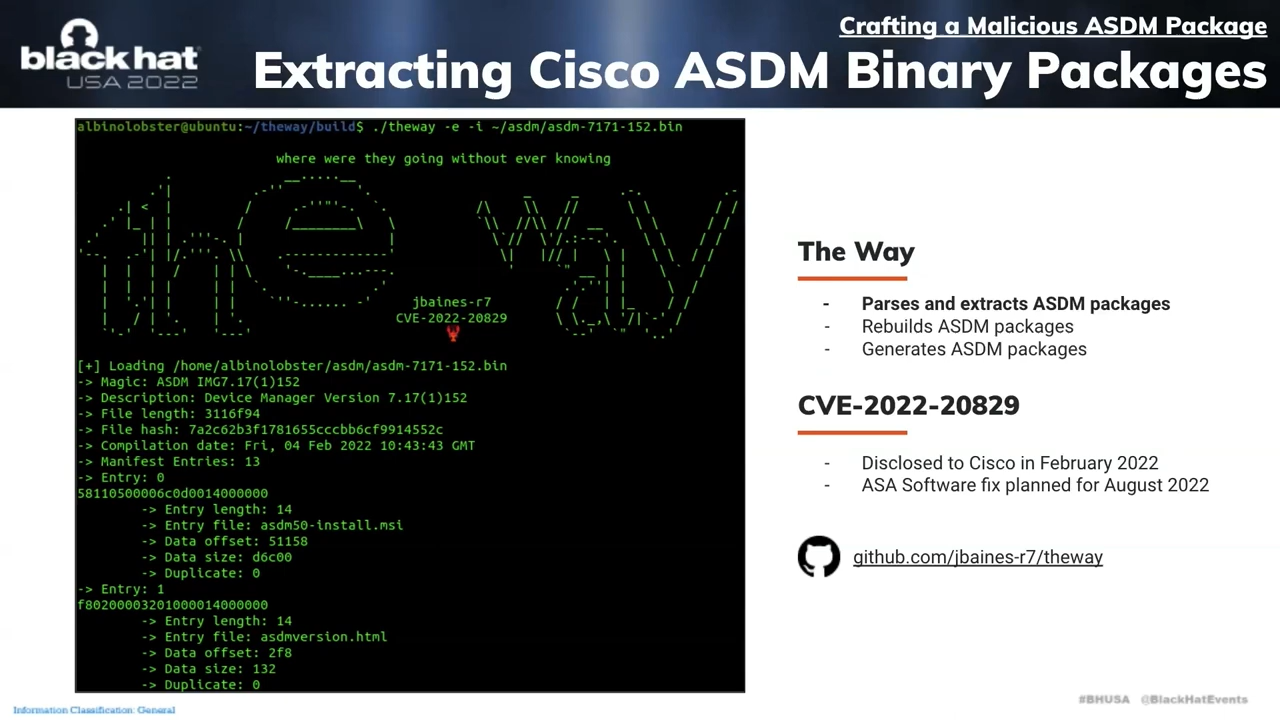 black hat
USA 2022
Crafting a Malicious ASDM Package
Extracting Cisco ASDM Binary Packages
albinolobster@ubuntu:~/theway/build$ ./theway -e -i ~/asdm/asdm-7171-152.bin
where were they going without ever knowing
the way
jbaines-r7
CVE-2022-20829
[+] Loading /home/albinolobster/asdm/asdm-7171-152.bin
-> Magic: ASDM IMG7.17(1)152
-> Description: Device Manager Version 7.17(1)152
-> File length: 3116f94
-> File hash: 7a2c62b3f1781655cccbb6cf9914552c
-> Compilation date: Fri, 04 Feb 2022 10:43:43 GMT
-> Manifest Entries: 13
-> Entry: 0
58110500006c0d0014000000
-> Entry length: 14
-> Entry file: asdm50-install.msi
-> Data offset: 51158
-> Data size: d6c00
-> Duplicate: 0
-> Entry: 1
f80200003201000014000000
-> Entry length: 14
-> Entry file: asdmversion.html
-> Data offset: 2f8
-> Data size: 132
-> Duplicate: 0
The Way
- Parses and extracts ASDM packages
- Rebuilds ASDM packages
- Generates ASDM packages
CVE-2022-20829
- Disclosed to Cisco in February 2022
- ASA Software fix planned for August 2022
github.com/jbaines-r7/theway
Information Classification: General
#BHUSA @BlackHatEvents